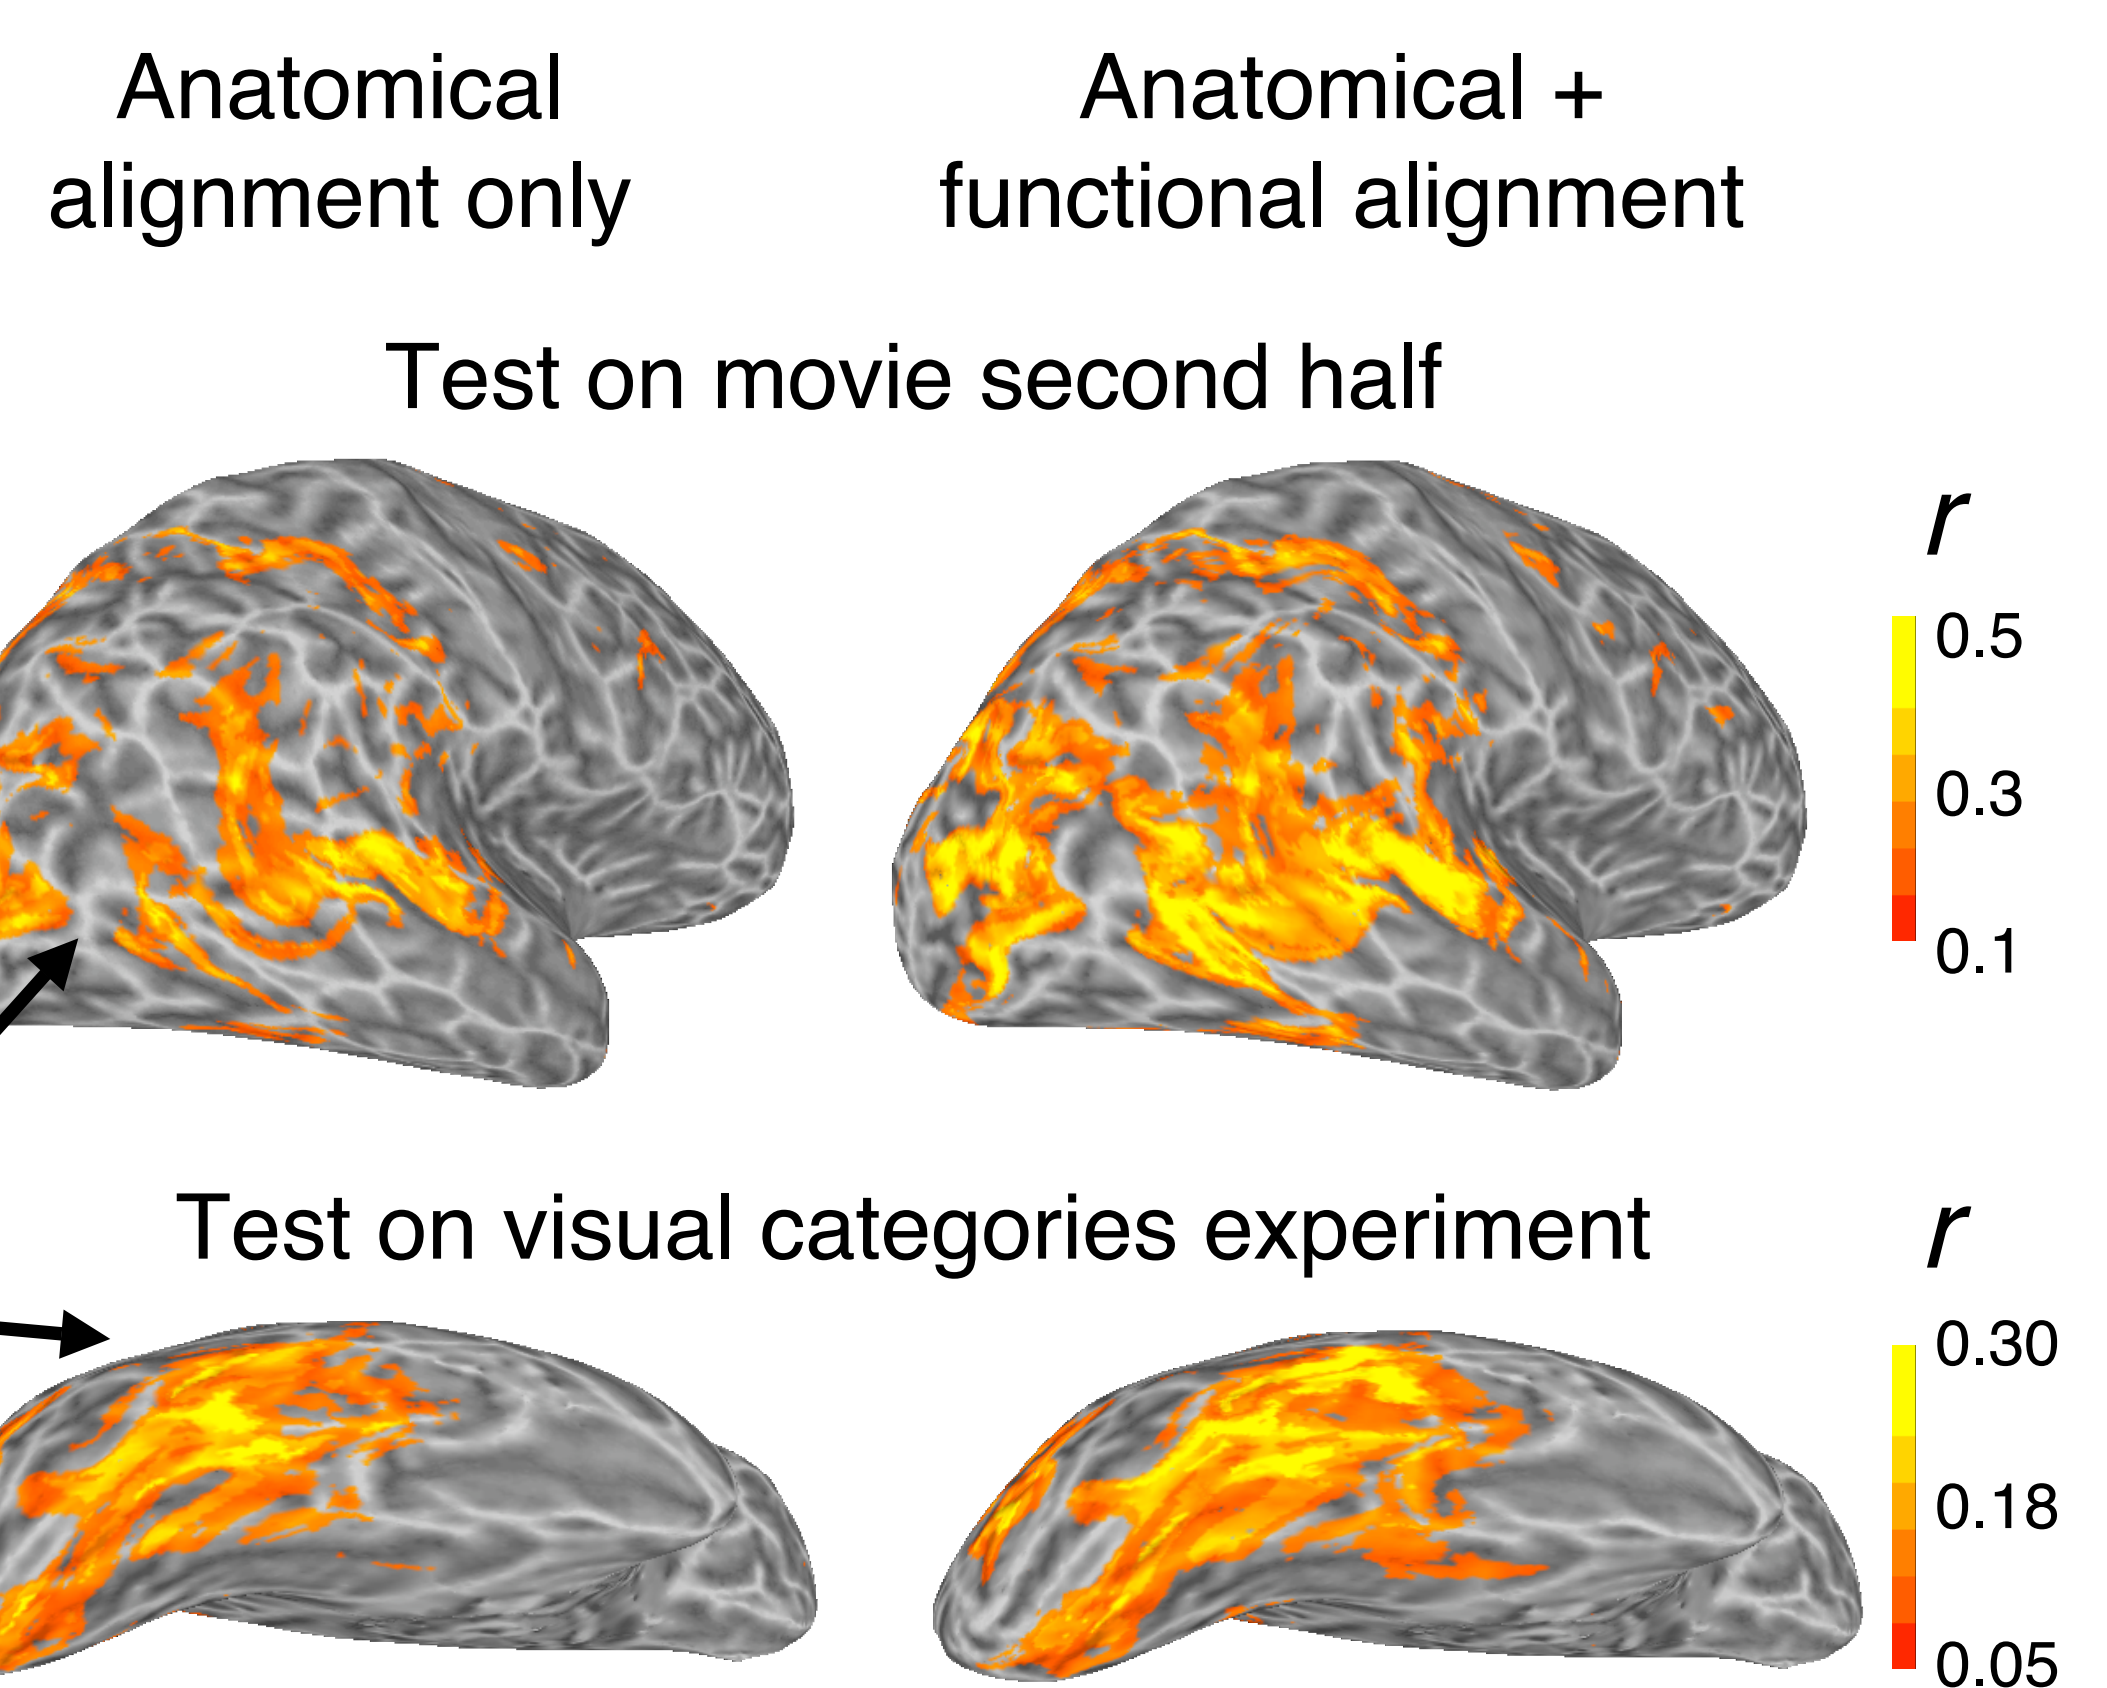 Anatomical
alignment only
Anatomical +
functional alignment
Test on movie second half
r
0.5
0.3
0.1
Test on visual categories experiment
r
0.30
0.18
0.05